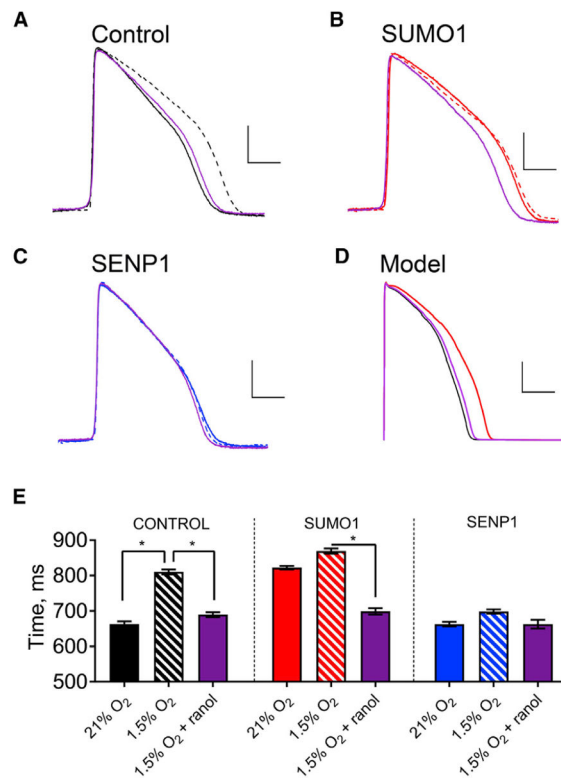 A
Control
B
SUMO1
C
SENP1
D
Model
E
CONTROL
SUMO1
SENP1
Time, ms
900
800
700
600
500
*
*
*
21% O₂
1.5% O₂
1.5% O₂ + ranol
21% O₂
1.5% O₂
1.5% O₂ + ranol
21% O₂
1.5% O₂
1.5% O₂ + ranol